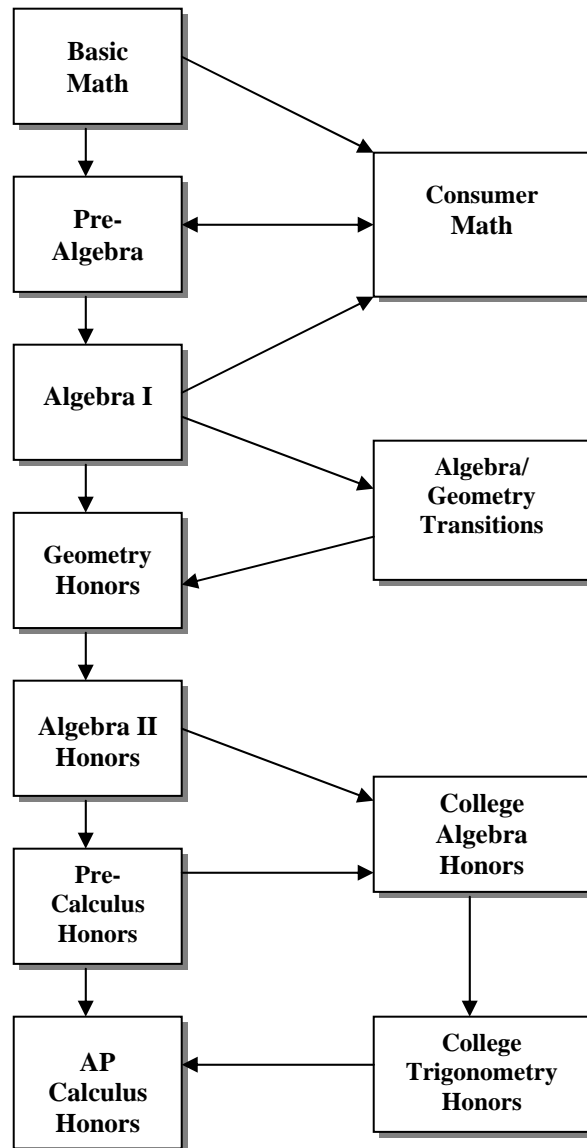 Basic
Math
Consumer
Math
Pre-
Algebra
Algebra I
Algebra/
Geometry
Transitions
Geometry
Honors
Algebra II
Honors
College
Algebra
Honors
Pre-
Calculus
Honors
AP
Calculus
Honors
College
Trigonometry
Honors